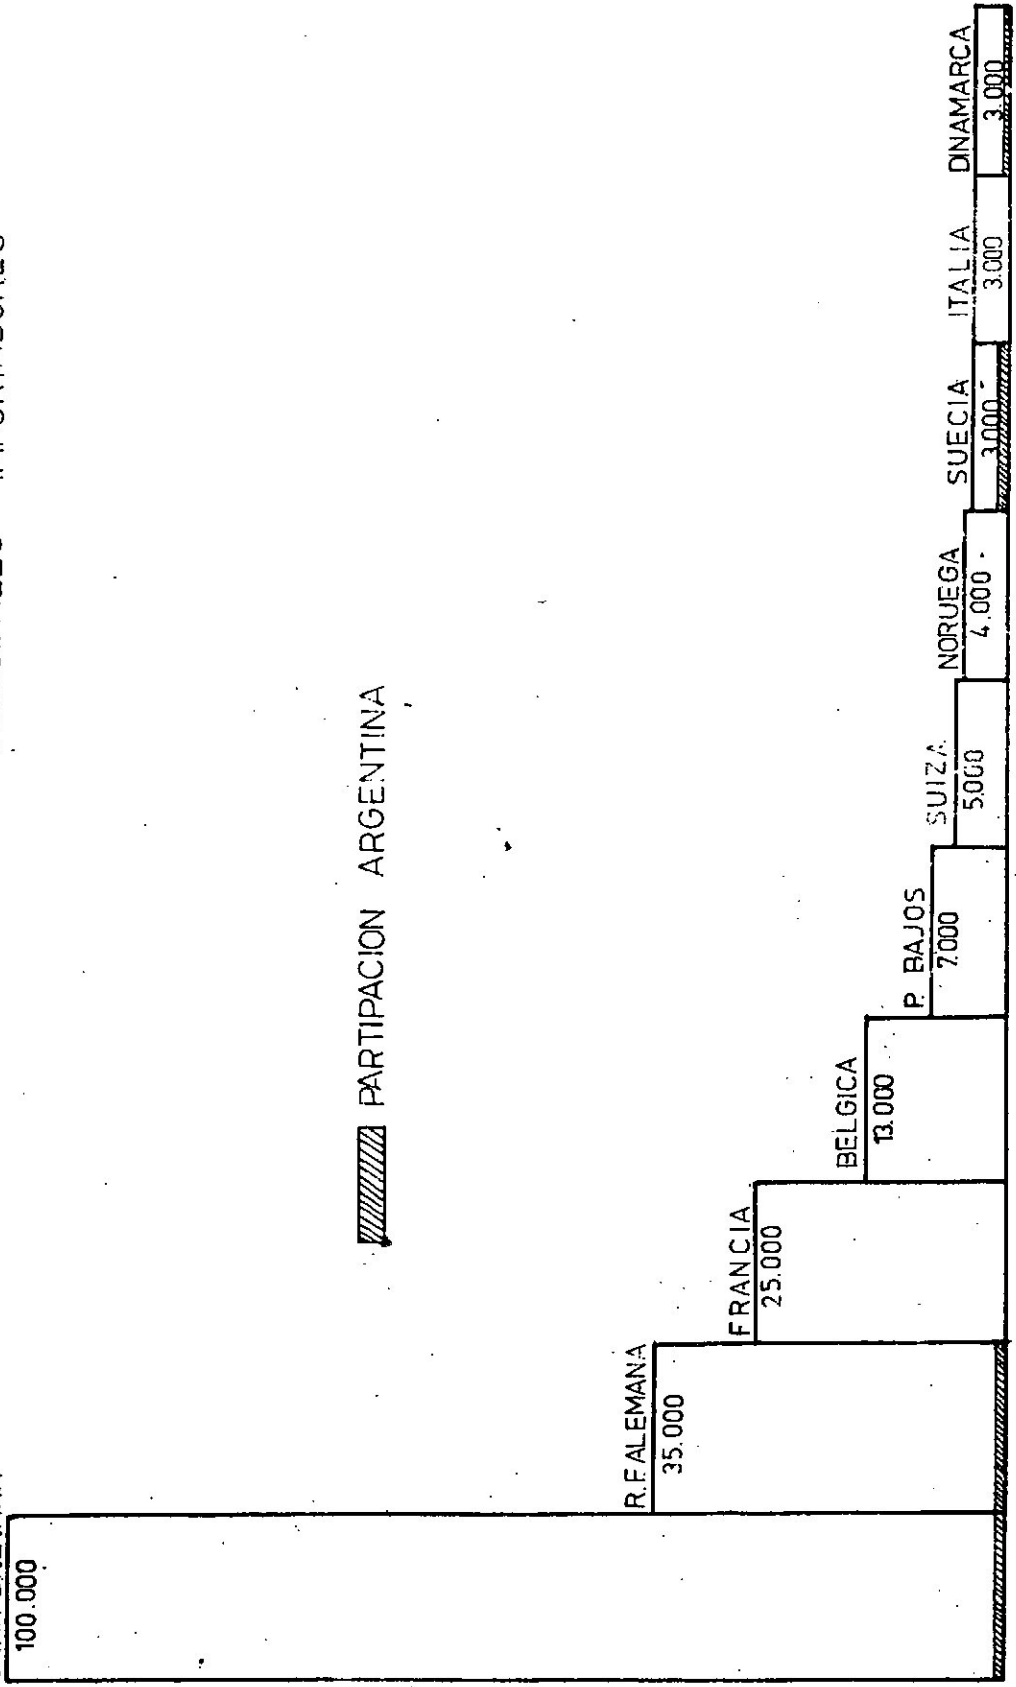 PARTIPACION ARGENTINA
100.000
R.F. ALEMANA
35.000
FRANCIA
25.000
BELGICA
13.000
P. BAJOS
7.000
SUIZA
5.000
NORUEGA
4.000
SUECIA
3.000
ITALIA
3.000
DINAMARCA
3.000